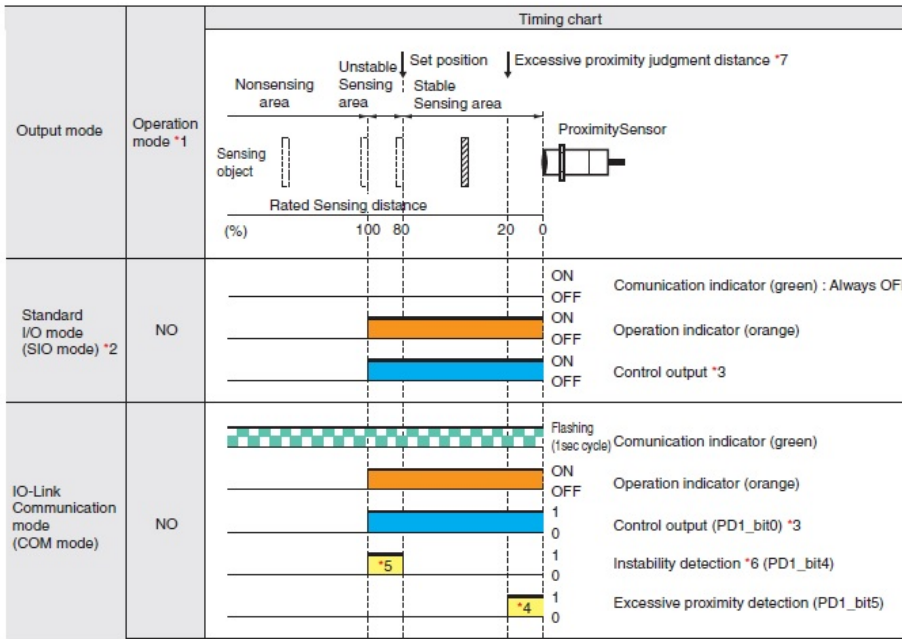 Timing chart
Output mode
Operation
mode *1
Nonsensing
area
Unstable
Sensing
area
Set position
Stable
Sensing area
Excessive proximity judgment distance *7
Sensing
object
ProximitySensor
Rated Sensing distance
(%)
100 80 20 0
Standard
I/O mode
(SIO mode) *2
NO
ON
OFF
Comunication indicator (green) : Always OF
ON
OFF
Operation indicator (orange)
ON
OFF
Control output *3
IO-Link
Communication
mode
(COM mode)
NO
Flashing
(1sec cycle)
Comunication indicator (green)
ON
OFF
Operation indicator (orange)
1
0
Control output (PD1_bit0) *3
*5
1
0
Instability detection *6 (PD1_bit4)
*4
1
0
Excessive proximity detection (PD1_bit5)